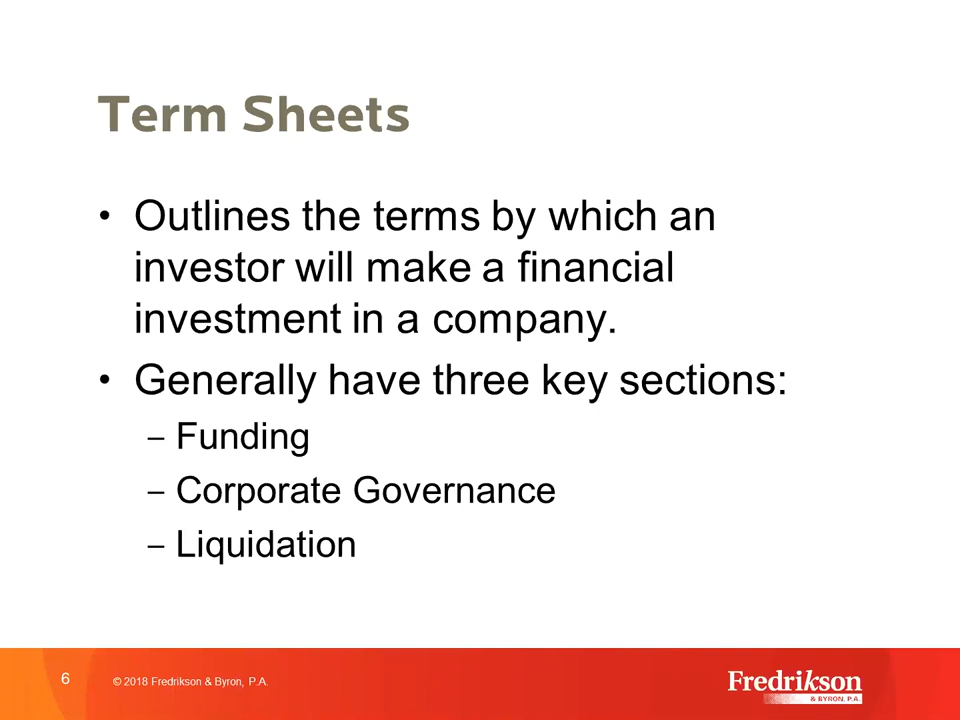 Term Sheets
• Outlines the terms by which an
investor will make a financial
investment in a company.
• Generally have three key sections:
– Funding
– Corporate Governance
– Liquidation
6
© 2018 Fredrikson & Byron, P.A.
Fredrikson
& BYRON, P.A.